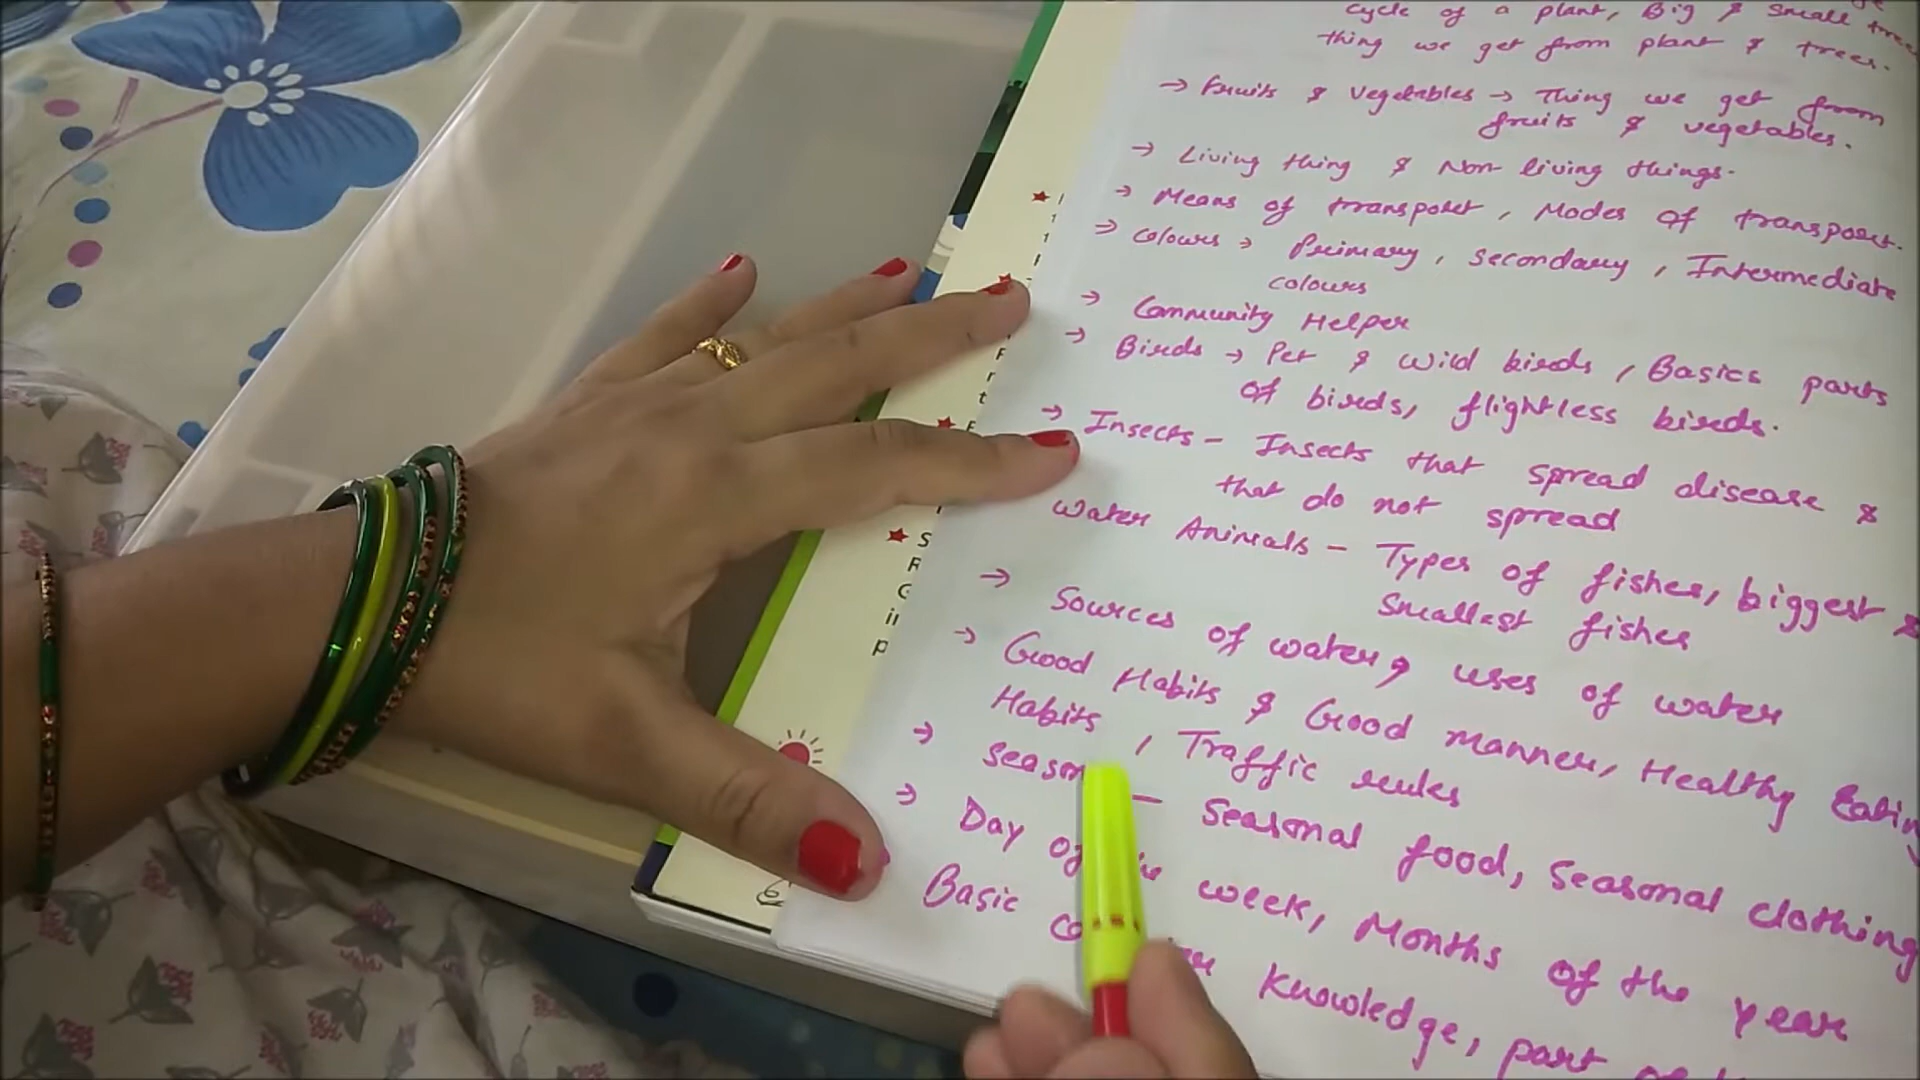 cycle of a plant, Big & Small trees
thing we get from plant & trees.
→ Fruits & Vegetables → Thing we get from
fruits & vegetables.
→ Living thing & Non-living things.
→ Means of transport, Modes of transport.
→ Colours → Primary, secondary, Intermediate
colours
→ Community Helper
→ Birds → Pet & wild birds, Basics parts
of birds, flightless birds.
→ Insects - Insects that spread disease &
that do not spread
Water Animals - Types of fishes, biggest &
smallest fishes
→ Sources of water, uses of water
→ Good Habits & Good manner, Healthy Eating
Habits, Traffic rules
→ Season - Seasonal food, Seasonal clothing
→ Day of week, Months of the year
Basic Knowledge, part of